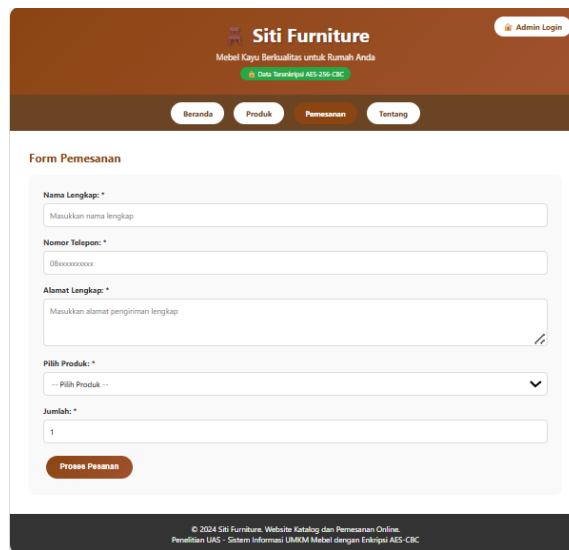 Siti Furniture
Admin Login
Mebel Kayu Berkualitas untuk Rumah Anda
Data Terenkripsi AES-256-CBC
Beranda Produk Pemesanan Tentang
Form Pemesanan
Nama Lengkap: *
Masukkan nama lengkap
Nomor Telepon: *
08xxxxxxxxxx
Alamat Lengkap: *
Masukkan alamat pengiriman lengkap
Pilih Produk: *
-- Pilih Produk --
Jumlah: *
1
Proses Pesanan
© 2024 Siti Furniture. Website Katalog dan Pemesanan Online.
Penelitian UAS - Sistem Informasi UMKM Mebel dengan Enkripsi AES-CBC